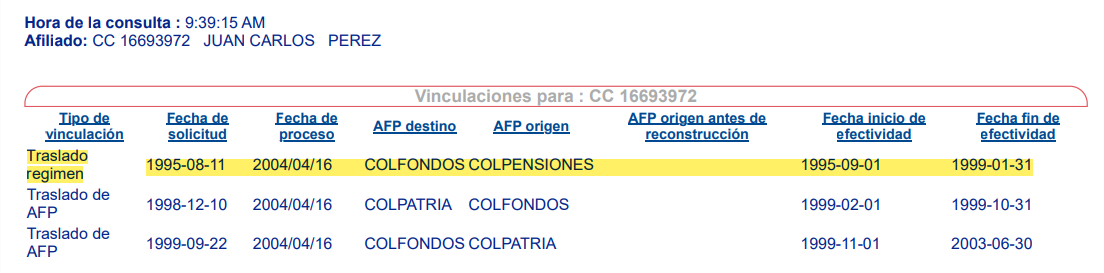 Hora de la consulta : 9:39:15 AM
Afiliado: CC 16693972 JUAN CARLOS PEREZ
Vinculaciones para : CC 16693972
Tipo de vinculación Fecha de solicitud Fecha de proceso AFP destino AFP origen AFP origen antes de reconstrucción Fecha inicio de efectividad Fecha fin de efectividad
Traslado regimen 1995-08-11 2004/04/16 COLFONDOS COLPENSIONES 1995-09-01 1999-01-31
Traslado de AFP 1998-12-10 2004/04/16 COLPATRIA COLFONDOS 1999-02-01 1999-10-31
Traslado de AFP 1999-09-22 2004/04/16 COLFONDOS COLPATRIA 1999-11-01 2003-06-30